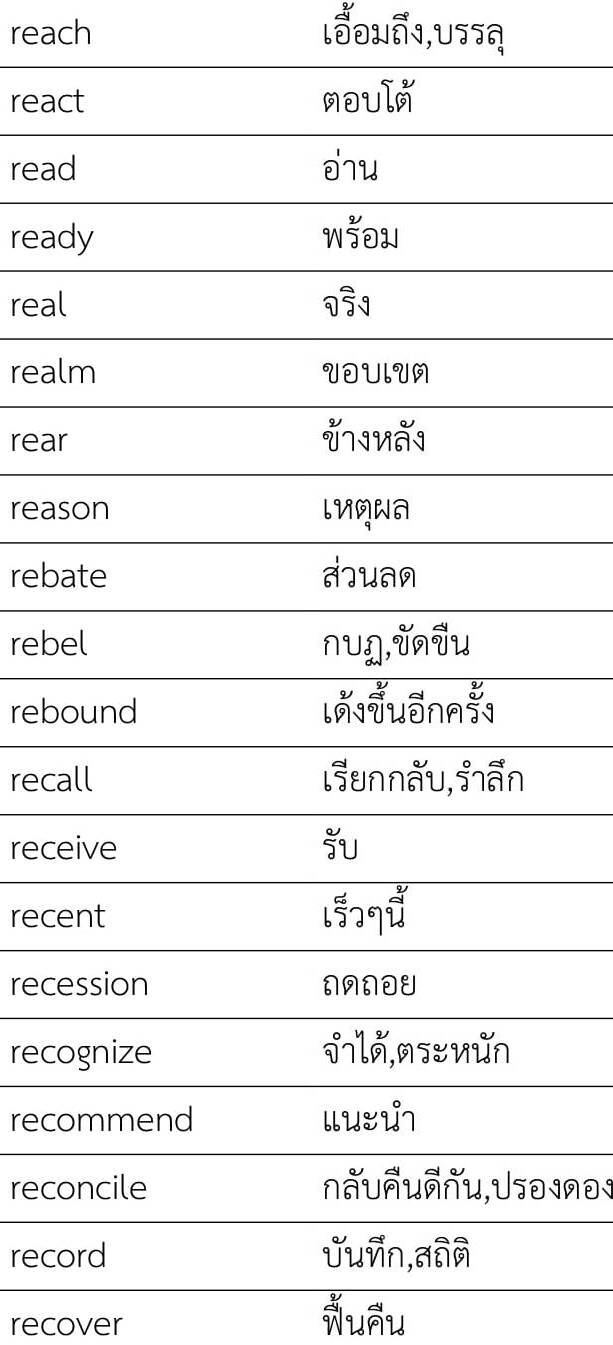 reach เอื้อมถึง,บรรลุ
react ตอบโต้
read อ่าน
ready พร้อม
real จริง
realm ขอบเขต
rear ข้างหลัง
reason เหตุผล
rebate ส่วนลด
rebel กบฏ,ขัดขืน
rebound เด้งขึ้นอีกครั้ง
recall เรียกกลับ,รำลึก
receive รับ
recent เร็วๆนี้
recession ถดถอย
recognize จำได้,ตระหนัก
recommend แนะนำ
reconcile กลับคืนดีกัน,ปรองดอง
record บันทึก,สถิติ
recover ฟื้นคืน